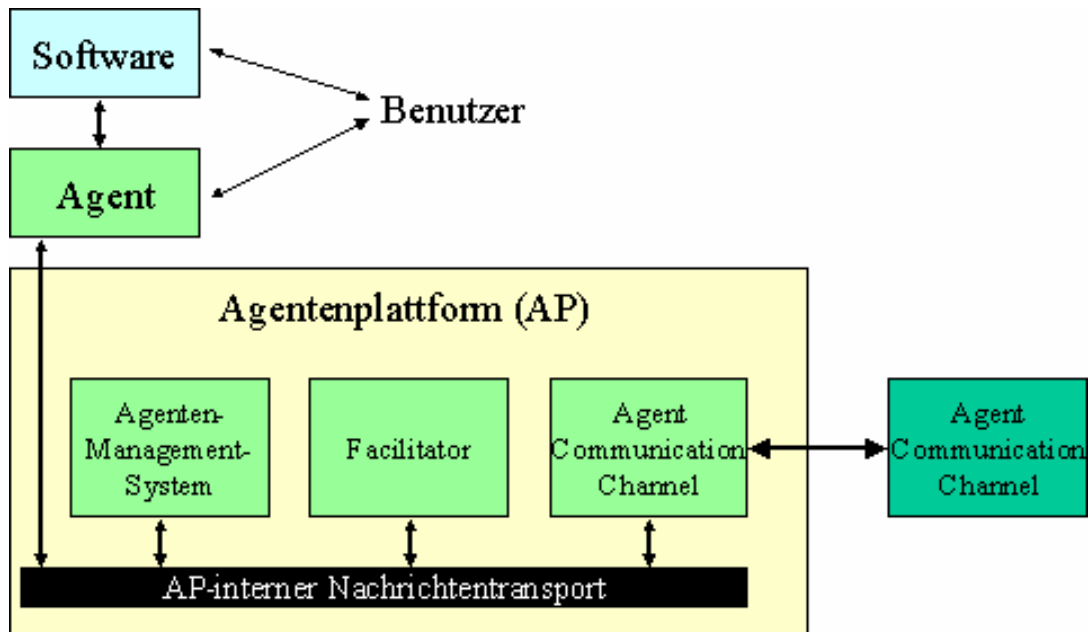 Software
Benutzer
Agent
Agentenplattform (AP)
Agenten-
Management-
System
Facilitator
Agent
Communication
Channel
Agent
Communication
Channel
AP-interner Nachrichtentransport